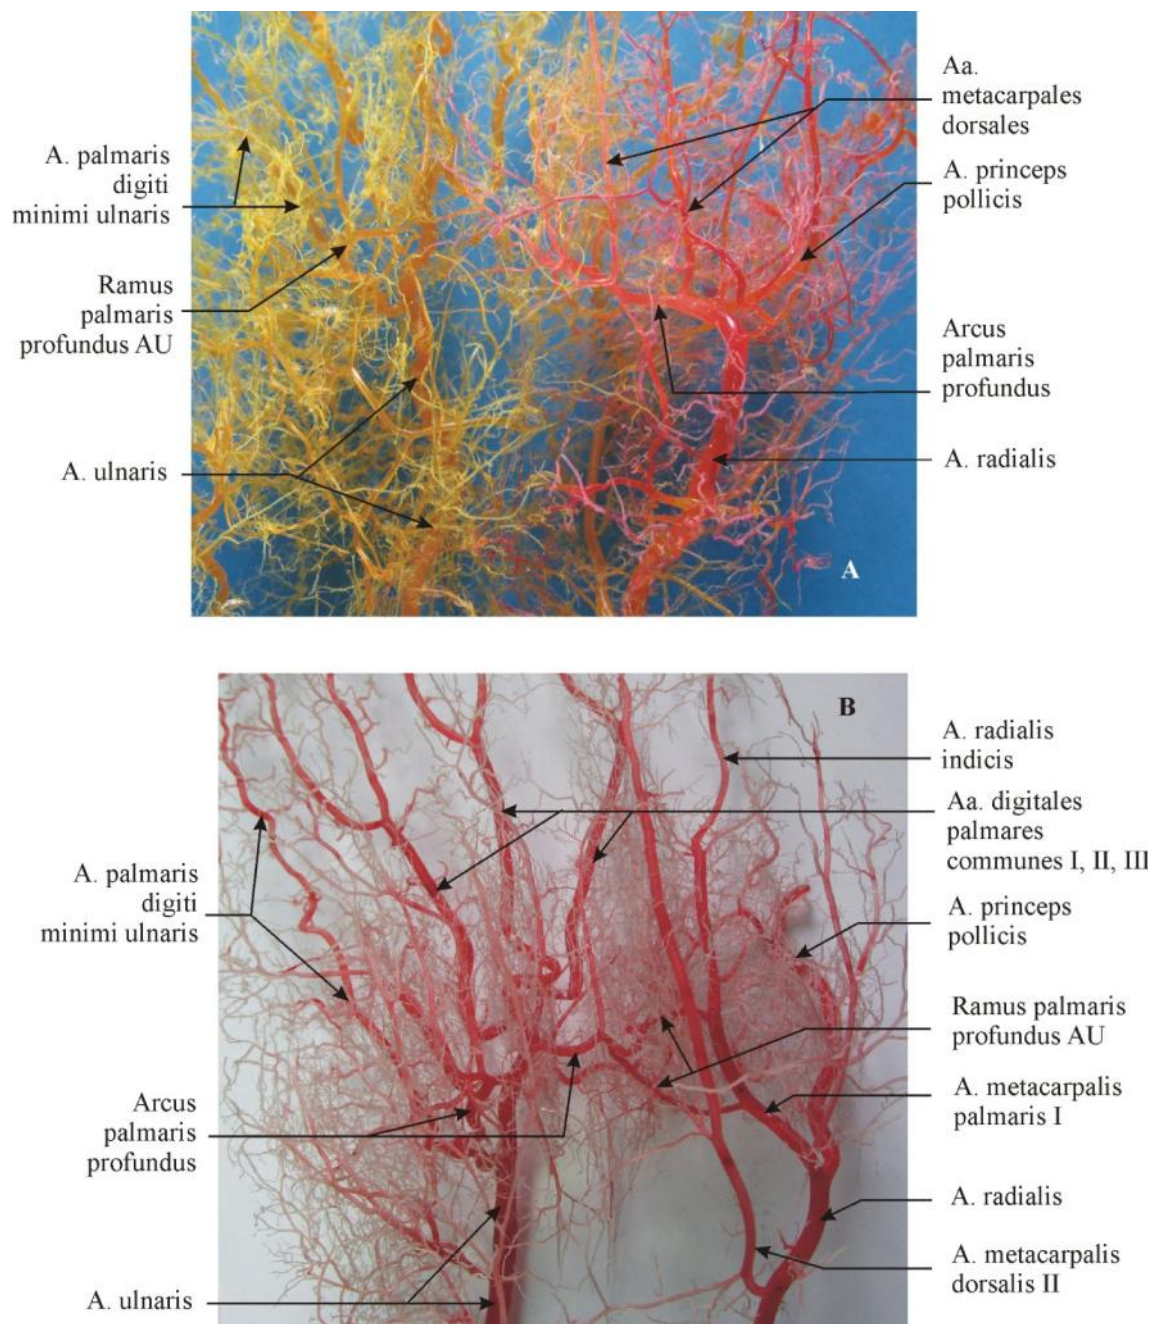 Aa.
metacarpales
dorsales
A. palmaris
digiti
minimi ulnaris
A. princeps
pollicis
Ramus
palmaris
profundus AU
Arcus
palmaris
profundus
A. ulnaris
A. radialis
A
B
A. radialis
indicis
Aa. digitales
palmares
communes I, II, III
A. palmaris
digiti
minimi ulnaris
A. princeps
pollicis
Ramus palmaris
profundus AU
Arcus
palmaris
profundus
A. metacarpalis
palmaris I
A. radialis
A. metacarpalis
dorsalis II
A. ulnaris